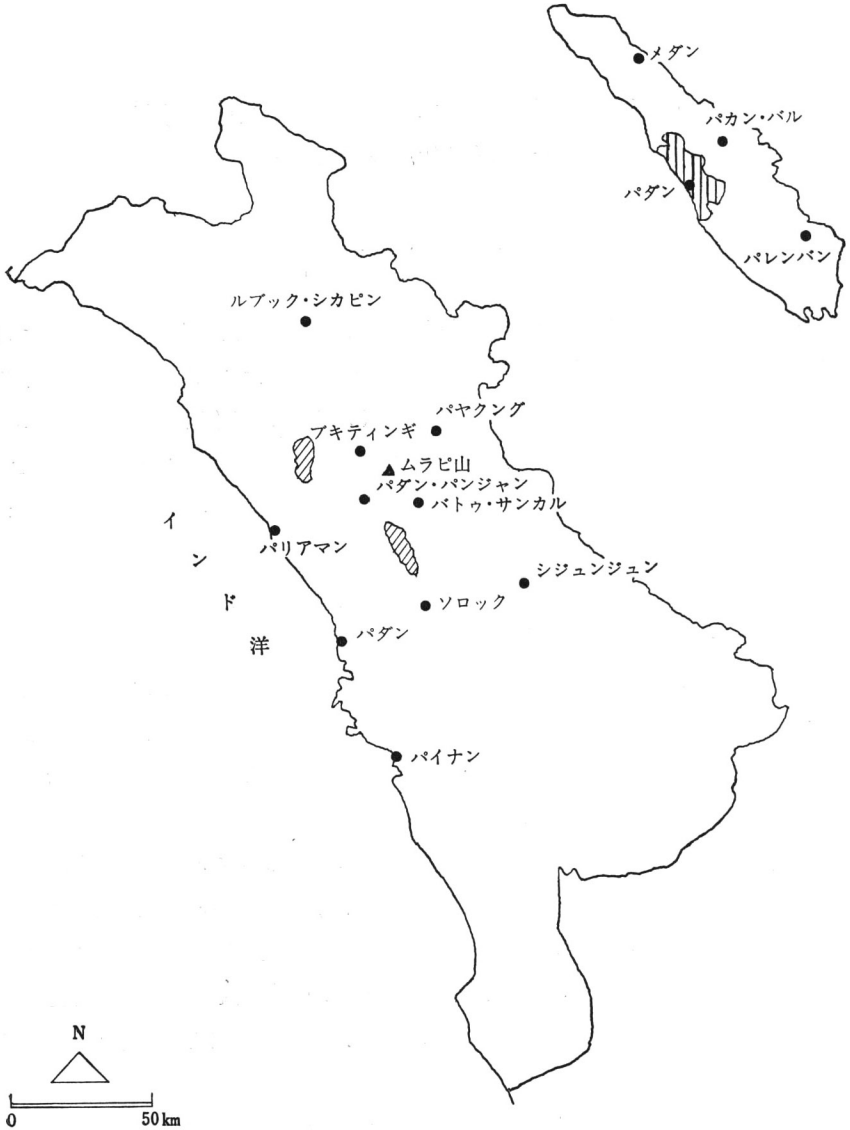 メダン
パカン・バル
パダン
パレンバン
ルブック・シカピン
パヤクング
ブキティンギ
ムラピ山
パダン・パンジャン
バトゥ・サンカル
パリアマン
シジュンジュン
ソロック
パダン
パイナン
インド洋
N
0 50km